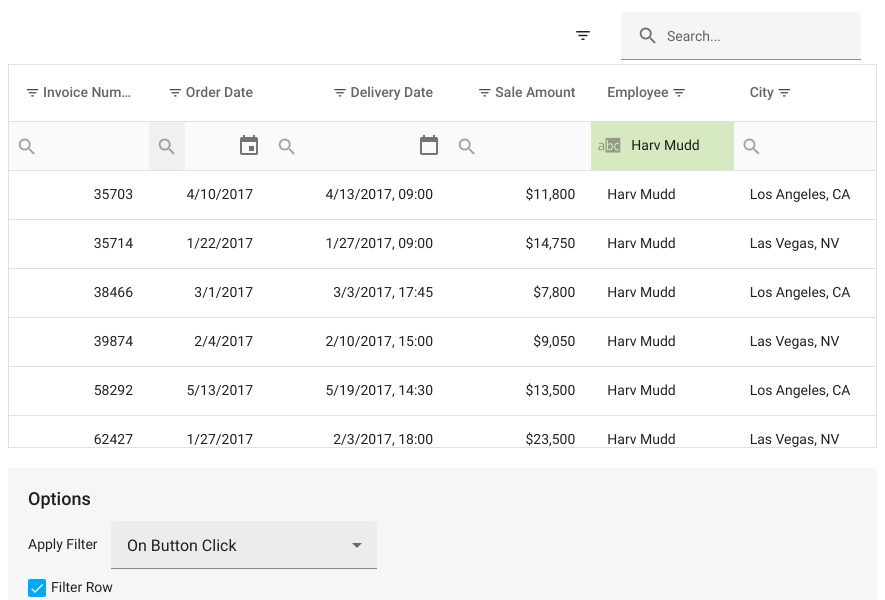 Search...
Invoice Num... Order Date Delivery Date Sale Amount Employee City
abc Harv Mudd
35703 4/10/2017 4/13/2017, 09:00 $11,800 Harv Mudd Los Angeles, CA
35714 1/22/2017 1/27/2017, 09:00 $14,750 Harv Mudd Las Vegas, NV
38466 3/1/2017 3/3/2017, 17:45 $7,800 Harv Mudd Los Angeles, CA
39874 2/4/2017 2/10/2017, 15:00 $9,050 Harv Mudd Las Vegas, NV
58292 5/13/2017 5/19/2017, 14:30 $13,500 Harv Mudd Los Angeles, CA
62427 1/27/2017 2/3/2017, 18:00 $23,500 Harv Mudd Las Vegas, NV
Options
Apply Filter On Button Click
Filter Row